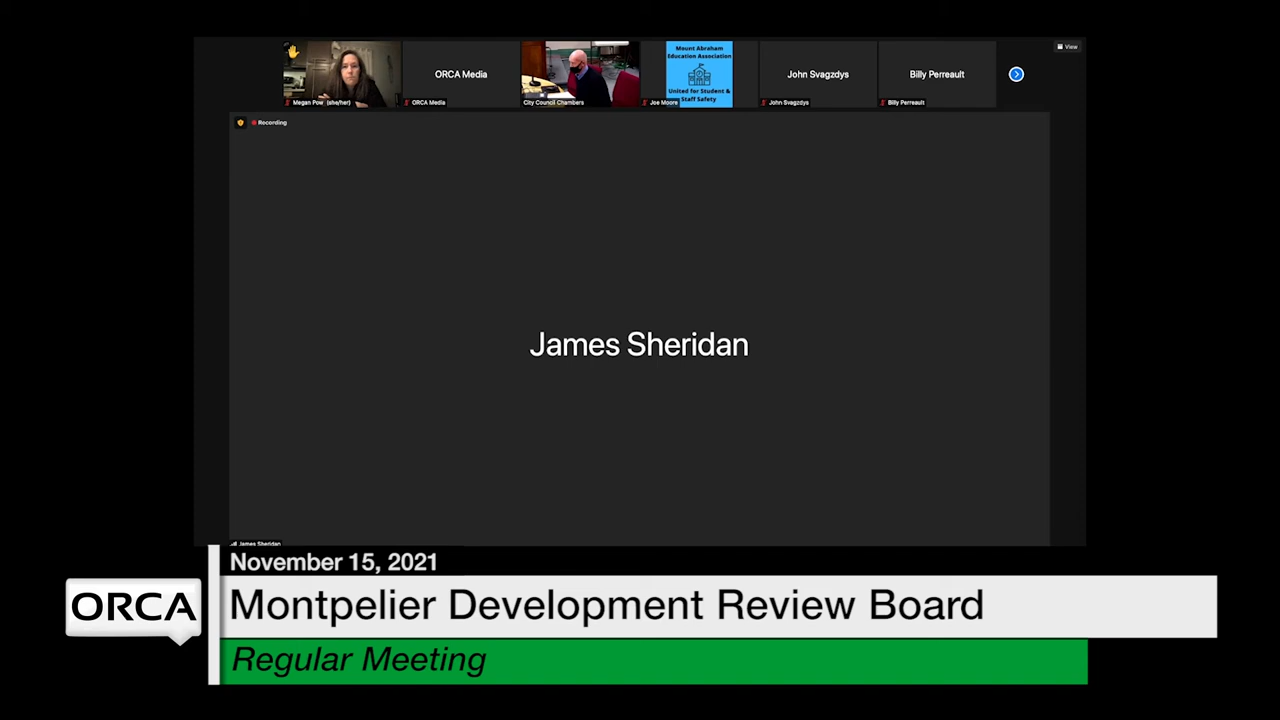 Mount Abraham
Education Association
United for Student &
Staff Safety
ORCA Media
John Svagzdys
Billy Perreault
View
Megan Pow (she/her)
ORCA Media
City Council Chambers
Joe Moore
John Svagzdys
Billy Perreault
Recording
James Sheridan
James Sheridan
November 15, 2021
ORCA
Montpelier Development Review Board
Regular Meeting